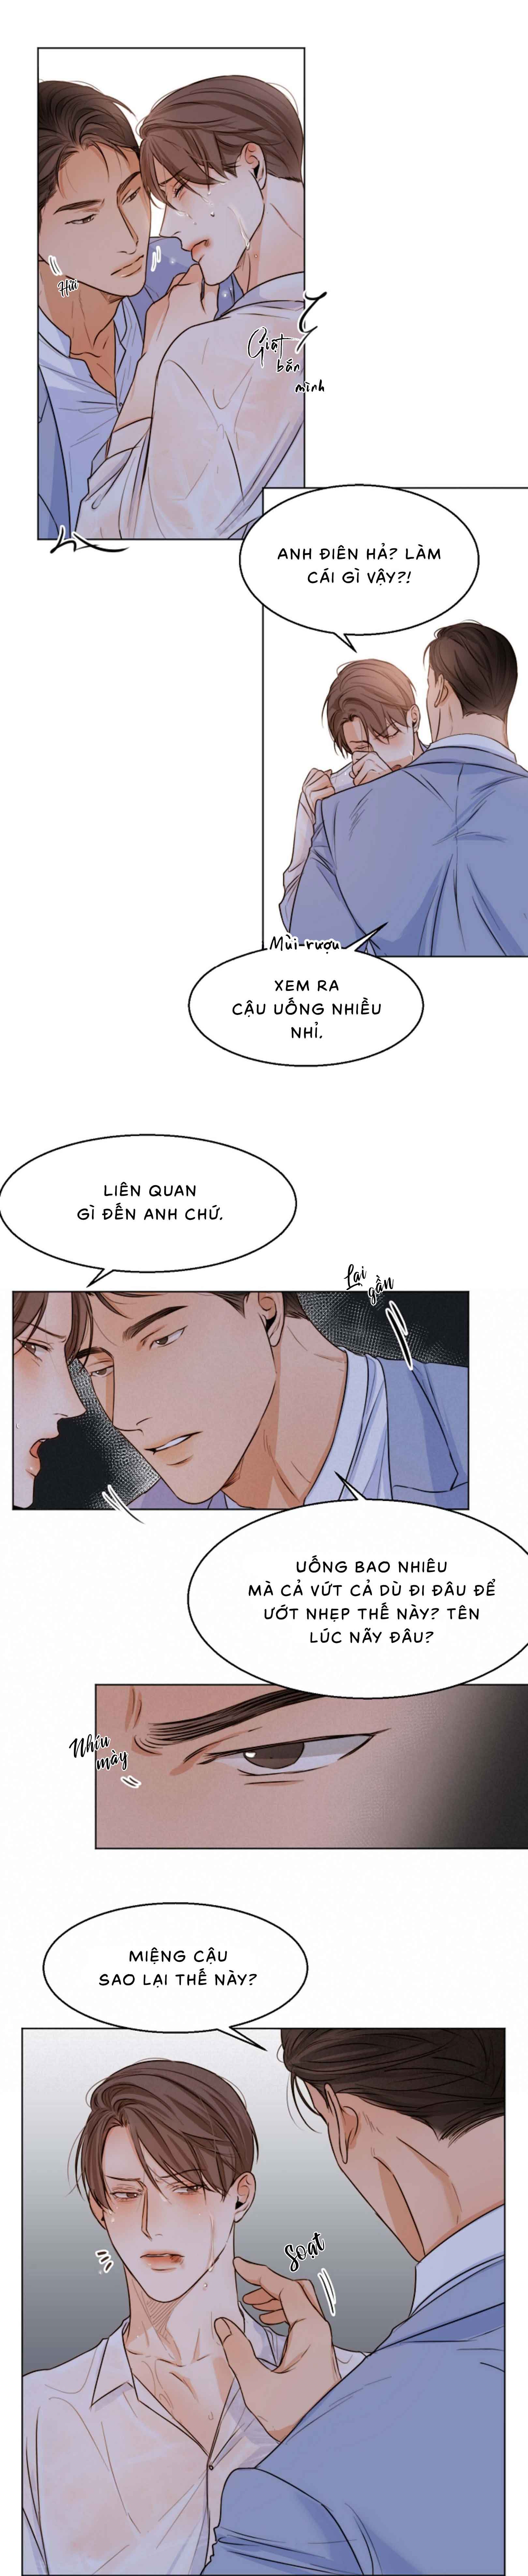 Hửi
Giật
bắn
mình
ANH ĐIÊN HẢ? LÀM
CÁI GÌ VẬY?!
Mùi rượu
XEM RA
CẬU UỐNG NHIỀU
NHỈ.
LIÊN QUAN
GÌ ĐẾN ANH CHỨ.
Lại
gần
UỐNG BAO NHIÊU
MÀ CẢ VỨT CẢ DÙ ĐI ĐÂU ĐỂ
ƯỚT NHẸP THẾ NÀY? TÊN
LÚC NÃY ĐÂU?
Nhíu
mày
MIỆNG CẬU
SAO LẠI THẾ NÀY?
Soạt